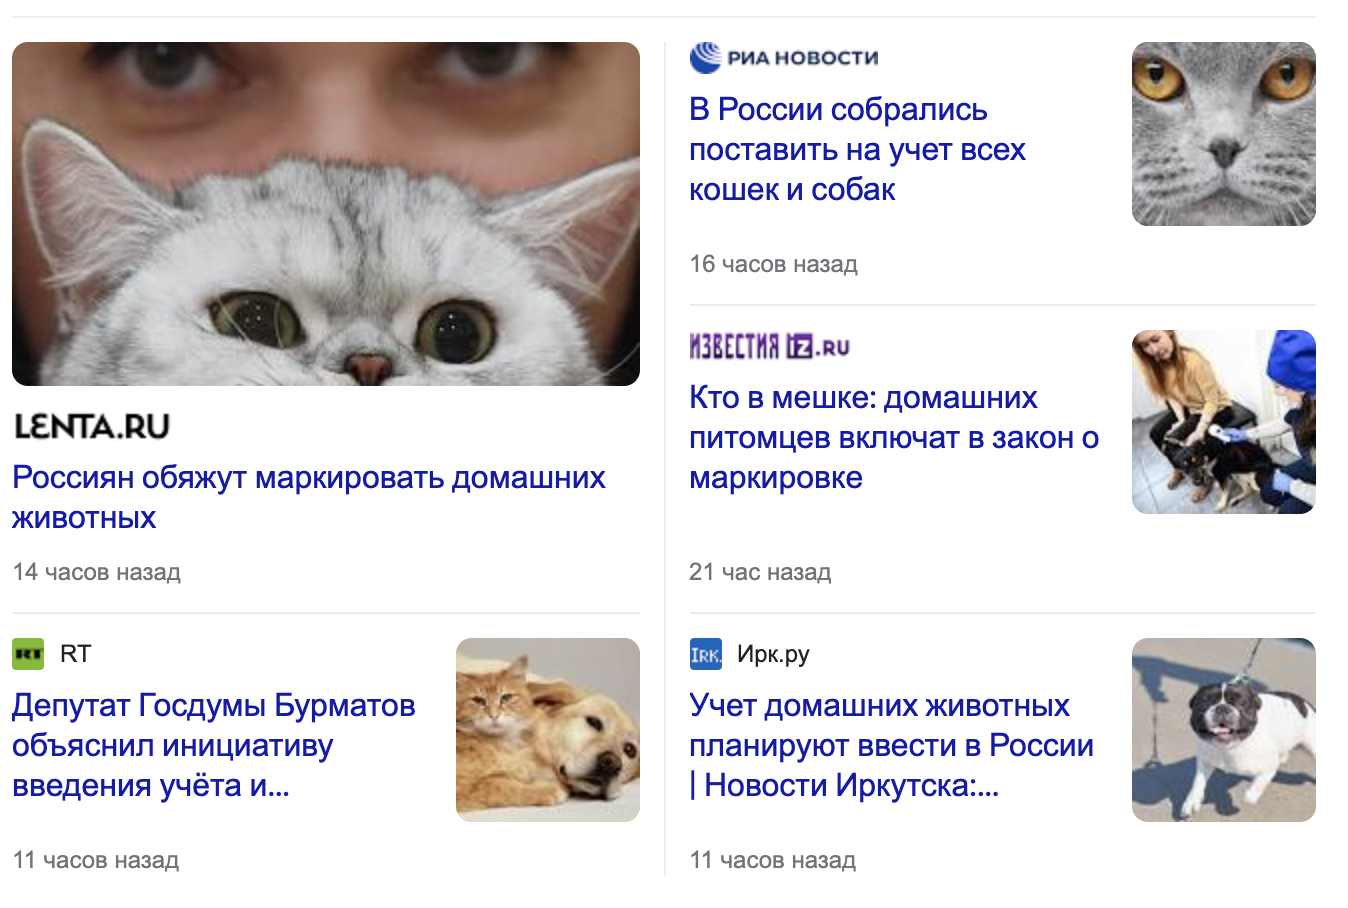 LENTA.RU
Россиян обяжут маркировать домашних
животных
14 часов назад
RT
RT
Депутат Госдумы Бурматов
объяснил инициативу
введения учёта и...
11 часов назад
РИА НОВОСТИ
В России собрались
поставить на учет всех
кошек и собак
16 часов назад
ИЗВЕСТИЯ IZ.RU
Кто в мешке: домашних
питомцев включат в закон о
маркировке
21 час назад
IRK.
Ирк.ру
Учет домашних животных
планируют ввести в России
| Новости Иркутска:...
11 часов назад